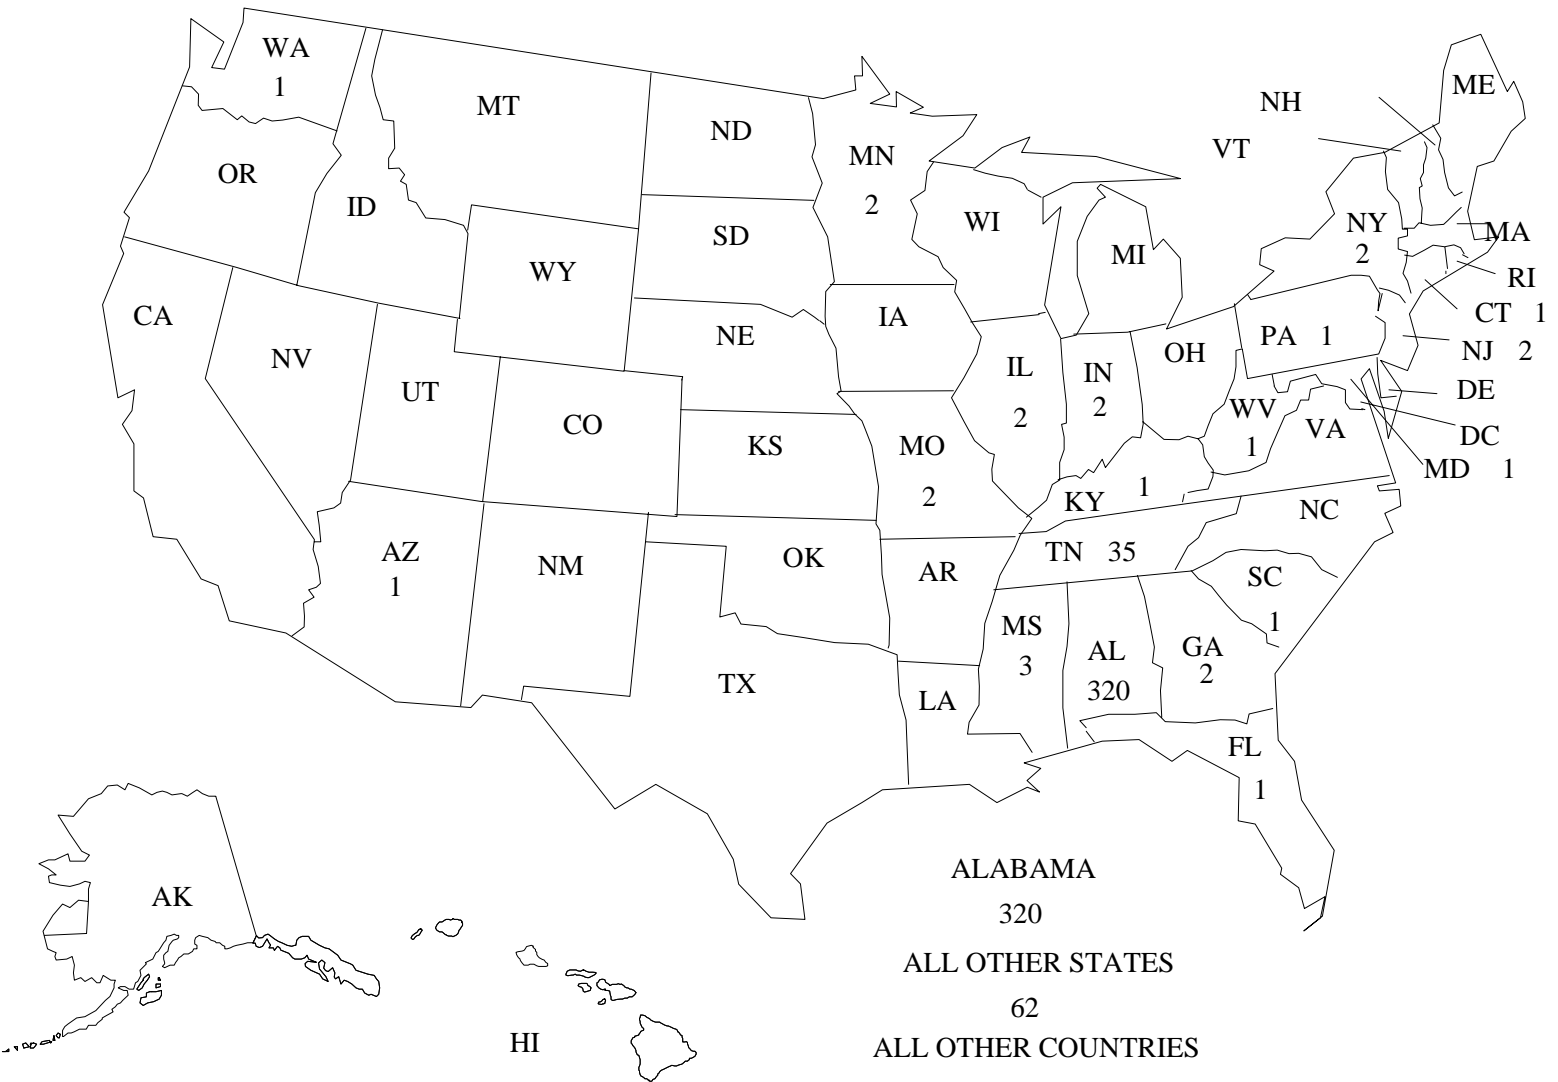 WA
1
MT
ND
MN
2
OR
ID
SD
WI
MI
WY
NH
VT
ME
NY
2
MA
RI
CT 1
NJ 2
DE
DC
MD 1
CA
NV
UT
NE
IA
IL
2
IN
2
OH
PA 1
WV
1
VA
CO
KS
MO
2
KY 1
NC
AZ
1
NM
OK
AR
TN 35
SC
1
MS
3
AL
320
GA
2
TX
LA
FL
1
AK
HI
ALABAMA
320
ALL OTHER STATES
62
ALL OTHER COUNTRIES